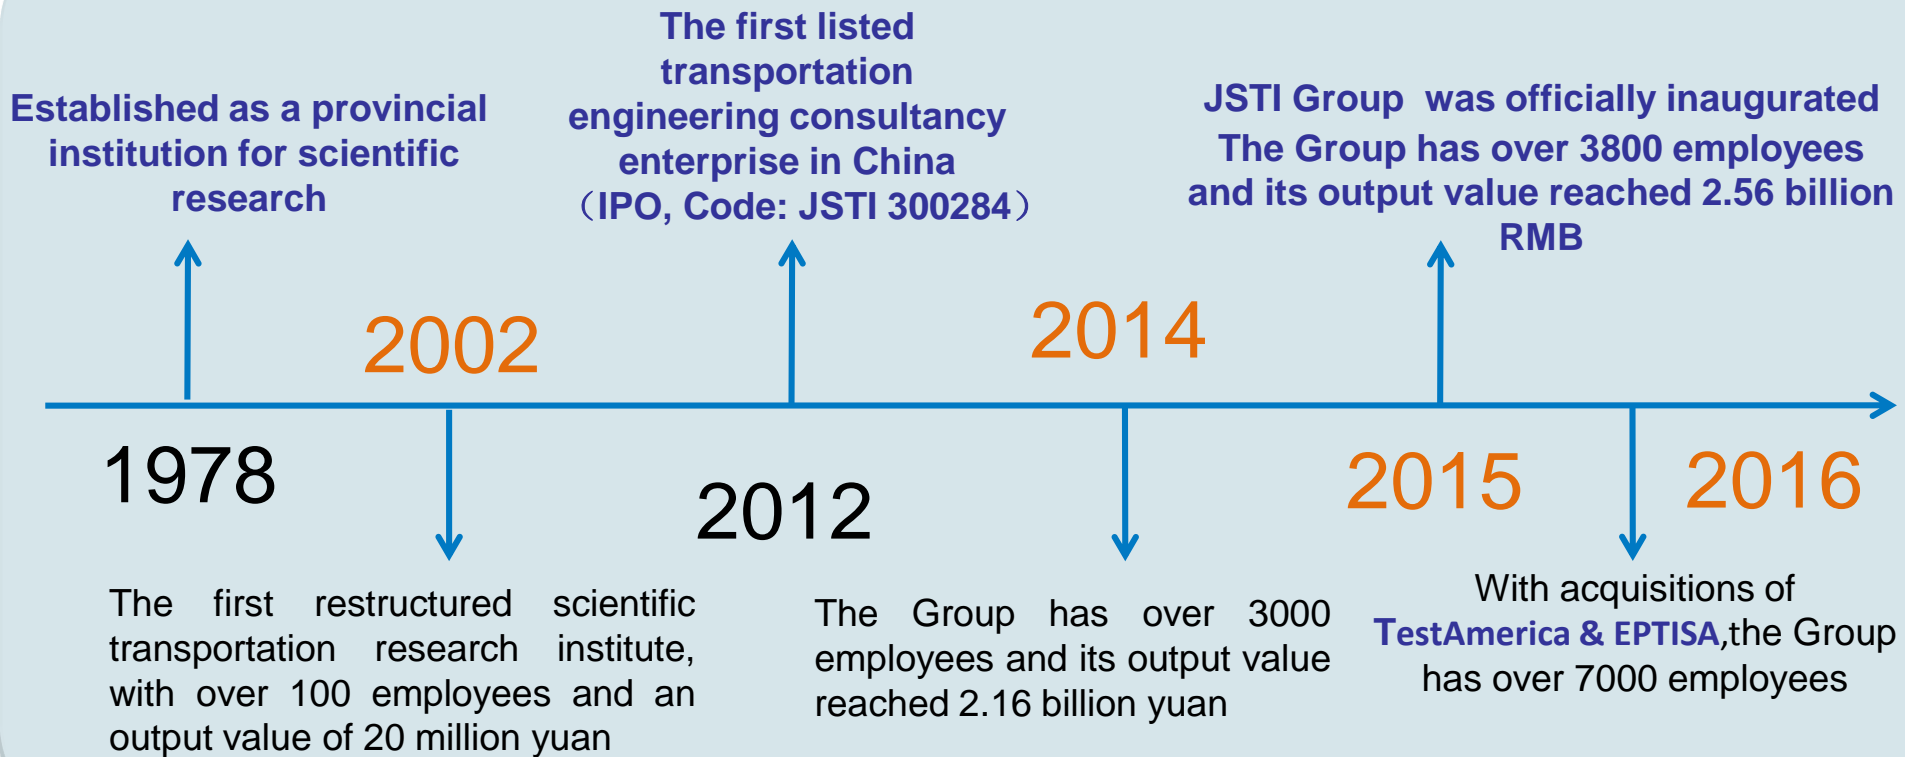 Established as a provincial
institution for scientific
research
The first listed
transportation
engineering consultancy
enterprise in China
（IPO, Code: JSTI 300284）
JSTI Group was officially inaugurated
The Group has over 3800 employees
and its output value reached 2.56 billion
RMB
2002
2014
1978
2012
2015
2016
The first restructured scientific
transportation research institute,
with over 100 employees and an
output value of 20 million yuan
The Group has over 3000
employees and its output value
reached 2.16 billion yuan
With acquisitions of
TestAmerica & EPTISA,the Group
has over 7000 employees